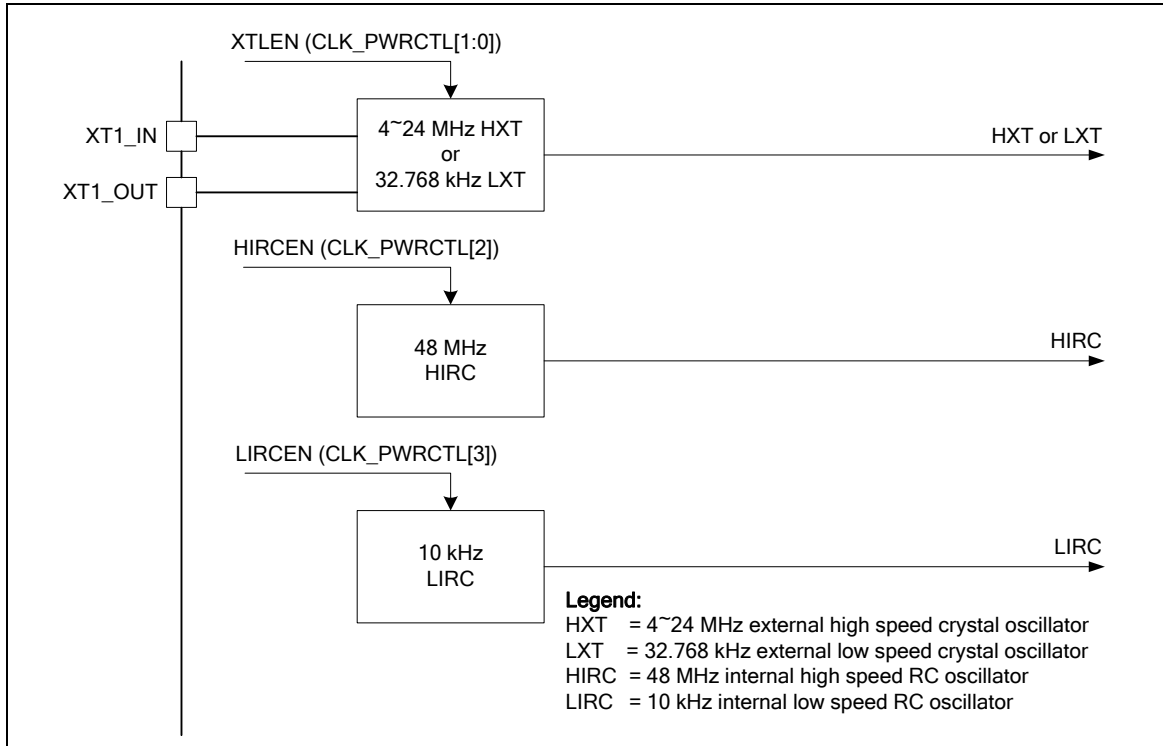 XTLEN (CLK_PWRCTL[1:0])
XT1_IN
XT1_OUT
4~24 MHz HXT
or
32.768 kHz LXT
HXT or LXT
HIRCEN (CLK_PWRCTL[2])
48 MHz
HIRC
HIRC
LIRCEN (CLK_PWRCTL[3])
10 kHz
LIRC
LIRC
Legend:
HXT = 4~24 MHz external high speed crystal oscillator
LXT = 32.768 kHz external low speed crystal oscillator
HIRC = 48 MHz internal high speed RC oscillator
LIRC = 10 kHz internal low speed RC oscillator